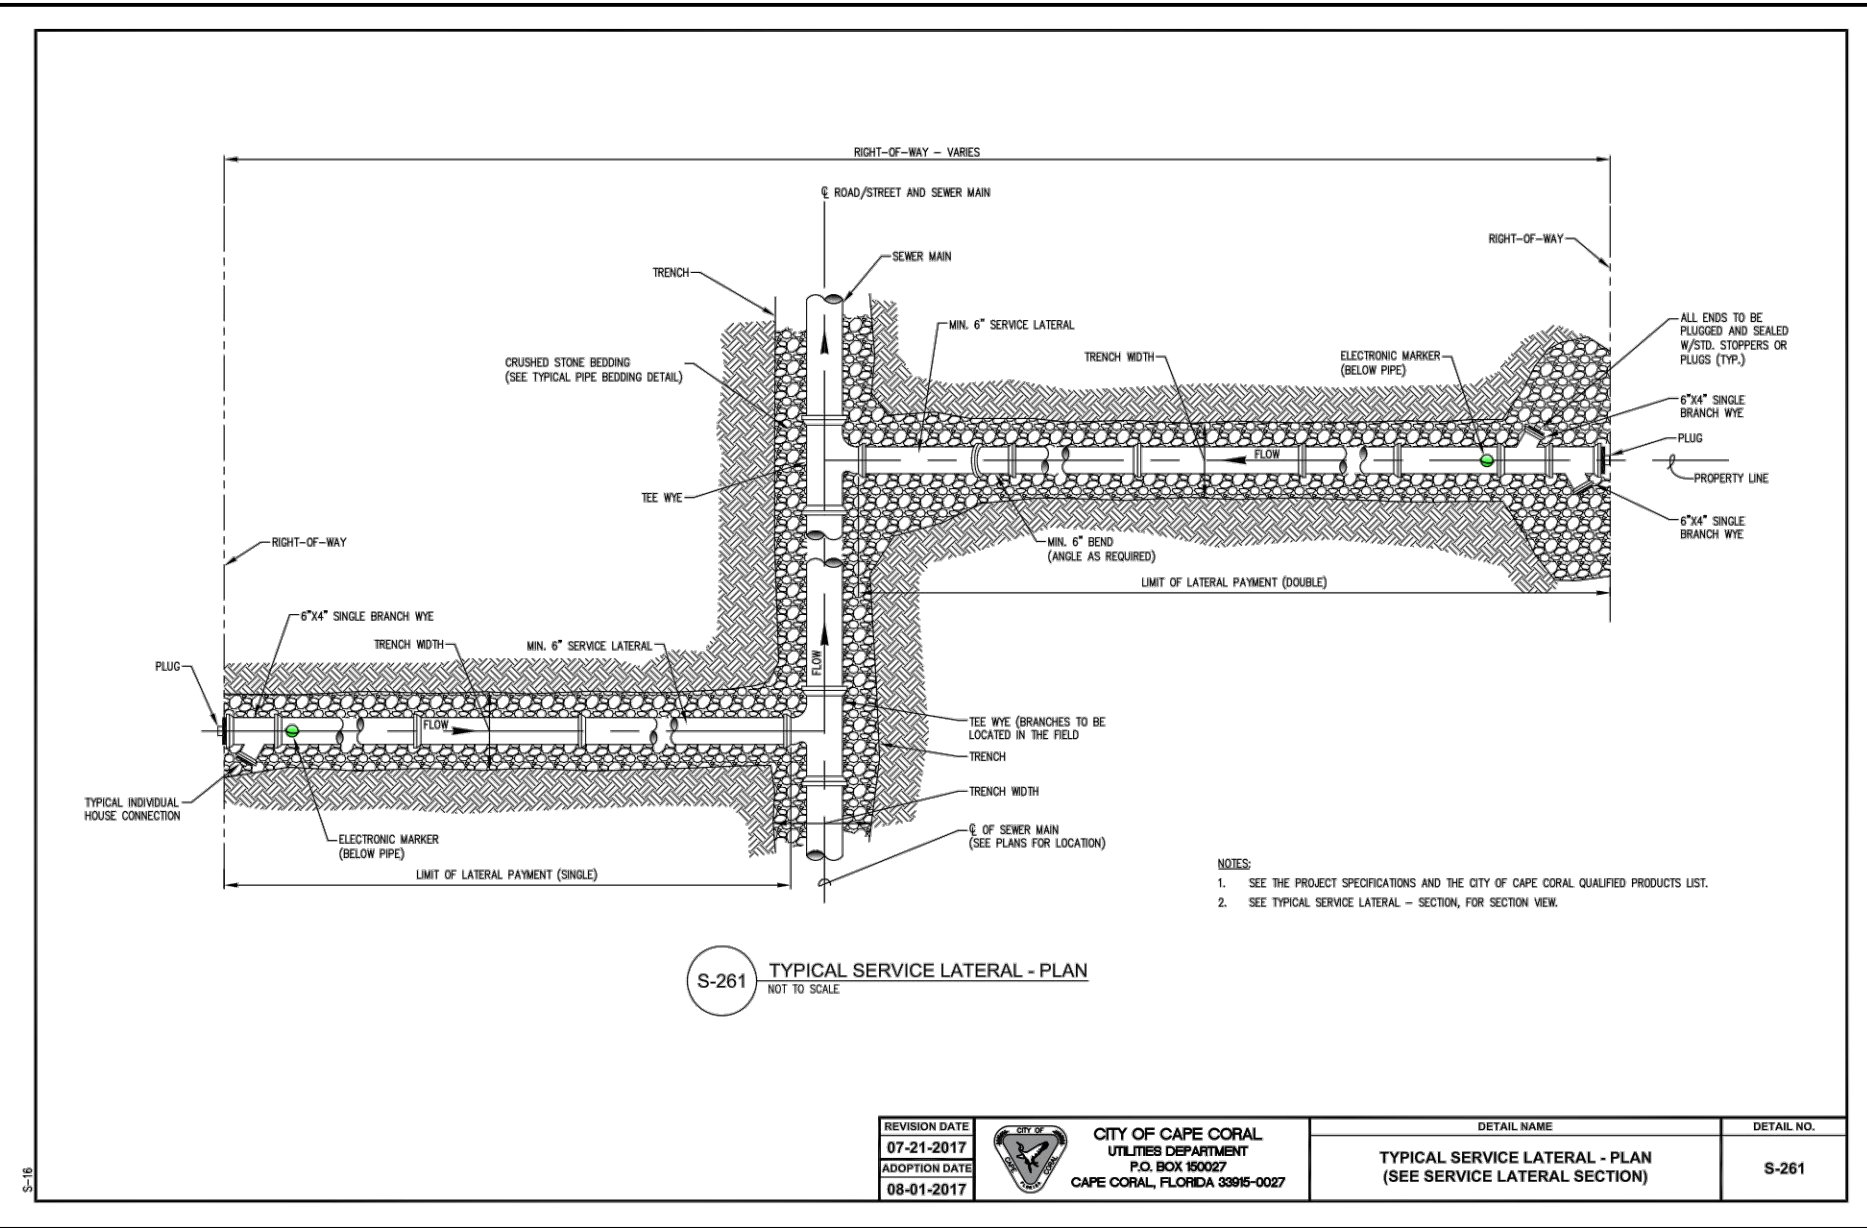 RIGHT-OF-WAY - VARIES
℄ ROAD/STREET AND SEWER MAIN
RIGHT-OF-WAY
SEWER MAIN
TRENCH
MIN. 6" SERVICE LATERAL
ALL ENDS TO BE
PLUGGED AND SEALED
W/STD. STOPPERS OR
PLUGS (TYP.)
CRUSHED STONE BEDDING
(SEE TYPICAL PIPE BEDDING DETAIL)
TRENCH WIDTH
ELECTRONIC MARKER
(BELOW PIPE)
6"X4" SINGLE
BRANCH WYE
PLUG
FLOW
PROPERTY LINE
TEE WYE
6"X4" SINGLE
BRANCH WYE
RIGHT-OF-WAY
MIN. 6" BEND
(ANGLE AS REQUIRED)
LIMIT OF LATERAL PAYMENT (DOUBLE)
6"X4" SINGLE BRANCH WYE
TRENCH WIDTH
MIN. 6" SERVICE LATERAL
FLOW
PLUG
FLOW
TEE WYE (BRANCHES TO BE
LOCATED IN THE FIELD
TRENCH
TRENCH WIDTH
TYPICAL INDIVIDUAL
HOUSE CONNECTION
ELECTRONIC MARKER
(BELOW PIPE)
℄ OF SEWER MAIN
(SEE PLANS FOR LOCATION)
LIMIT OF LATERAL PAYMENT (SINGLE)
NOTES:
1. SEE THE PROJECT SPECIFICATIONS AND THE CITY OF CAPE CORAL QUALIFIED PRODUCTS LIST.
2. SEE TYPICAL SERVICE LATERAL - SECTION, FOR SECTION VIEW.
S-261
TYPICAL SERVICE LATERAL - PLAN
NOT TO SCALE
S-16
REVISION DATE
07-21-2017
ADOPTION DATE
08-01-2017
CITY OF
CAPE
CORAL
FLORIDA
CITY OF CAPE CORAL
UTILITIES DEPARTMENT
P.O. BOX 150027
CAPE CORAL, FLORIDA 33915-0027
DETAIL NAME
TYPICAL SERVICE LATERAL - PLAN
(SEE SERVICE LATERAL SECTION)
DETAIL NO.
S-261